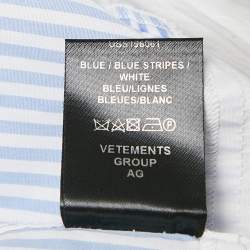 BLUE / BLUE STRIPES /
WHITE
BLEU/LIGNES
BLEUES/BLANC
VETEMENTS
GROUP
AG